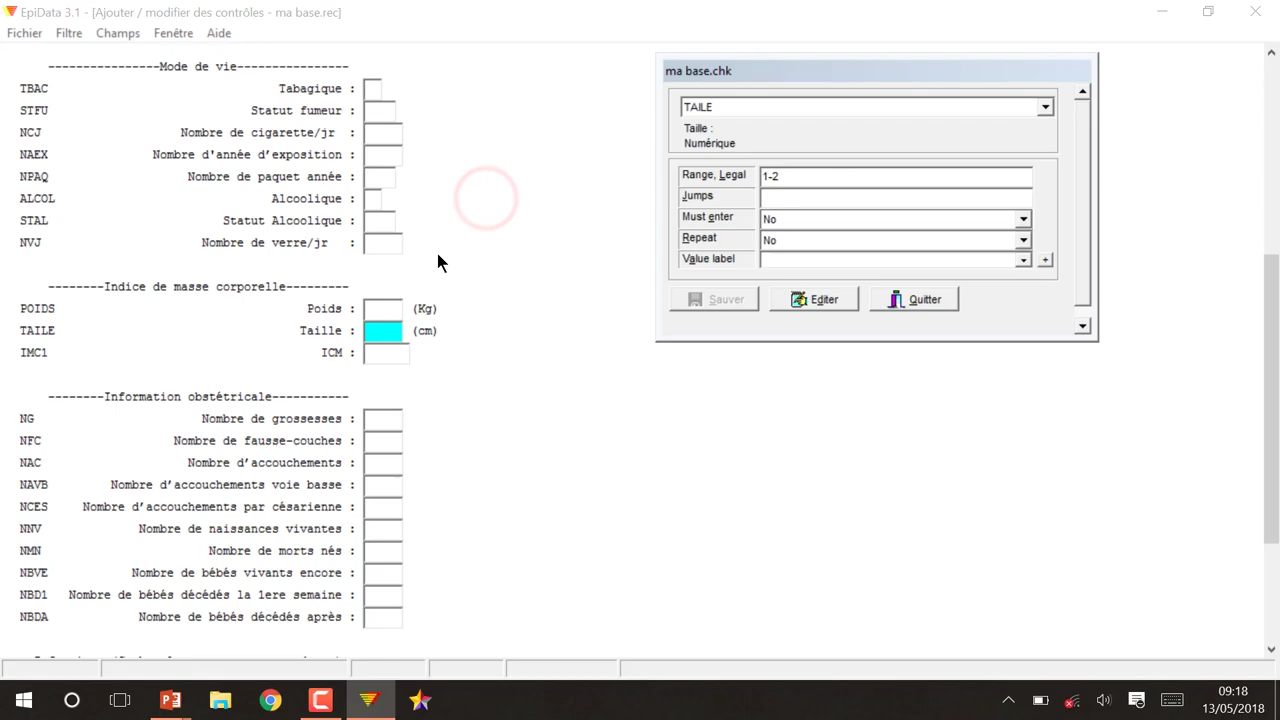 EpiData 3.1 - [Ajouter / modifier des contrôles - ma base.rec]
Fichier Filtre Champs Fenêtre Aide
---------------Mode de vie---------------
TBAC Tabagique :
STFU Statut fumeur :
NCJ Nombre de cigarette/jr :
NAEX Nombre d'année d’exposition :
NPAQ Nombre de paquet année :
ALCOL Alcoolique :
STAL Statut Alcoolique :
NVJ Nombre de verre/jr :
--------Indice de masse corporelle---------
POIDS Poids : (Kg)
TAILE Taille : (cm)
IMC1 ICM :
--------Information obstétricale-----------
NG Nombre de grossesses :
NFC Nombre de fausse-couches :
NAC Nombre d’accouchements :
NAVB Nombre d’accouchements voie basse :
NCES Nombre d’accouchements par césarienne :
NNV Nombre de naissances vivantes :
NMN Nombre de morts nés :
NBVE Nombre de bébés vivants encore :
NBD1 Nombre de bébés décédés la 1ere semaine :
NBDA Nombre de bébés décédés après :
ma base.chk
TAILE
Taille :
Numérique
Range, Legal 1-2
Jumps
Must enter No
Repeat No
Value label +
Sauver Editer Quitter
09:18
13/05/2018